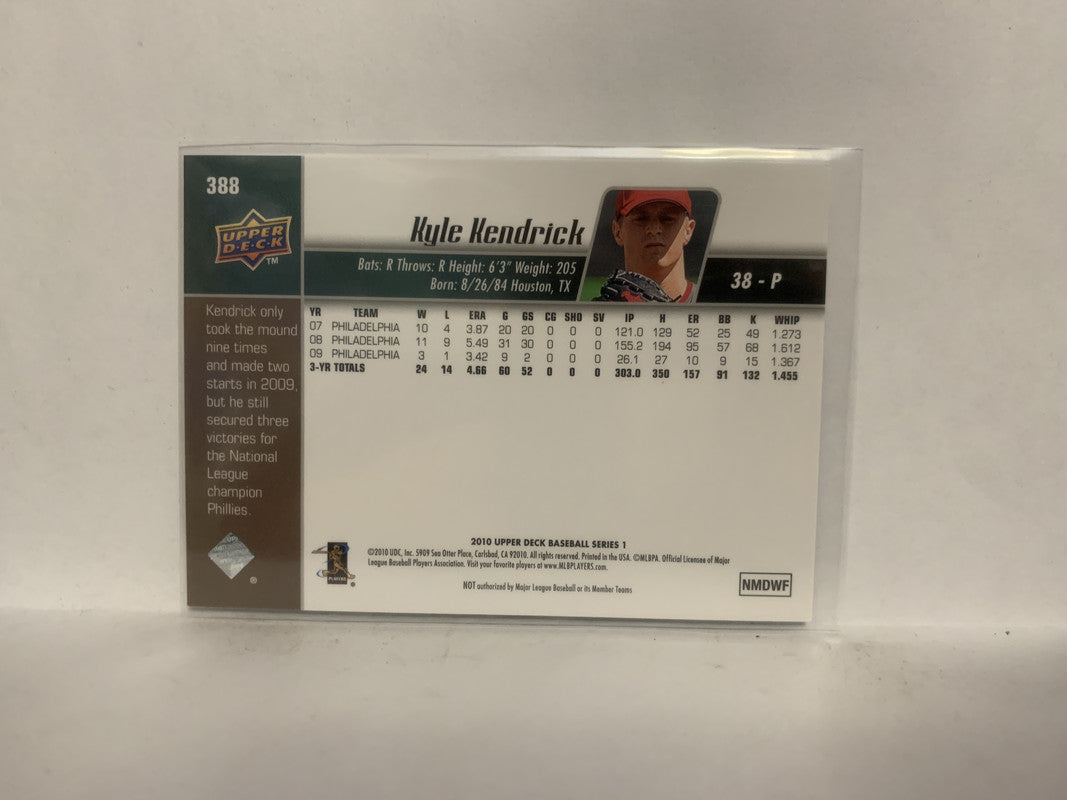 388
UPPER
D·E·C·K
TM
Kyle Kendrick
Bats: R Throws: R Height: 6'3" Weight: 205
Born: 8/26/84 Houston, TX
38 - P
Kendrick only
took the mound
nine times
and made two
starts in 2009,
but he still
secured three
victories for
the National
League
champion
Phillies.
YR TEAM W L ERA G GS CG SHO SV IP H ER BB K WHIP
07 PHILADELPHIA 10 4 3.87 20 20 0 0 0 121.0 129 52 25 49 1.273
08 PHILADELPHIA 11 9 5.49 31 30 0 0 0 155.2 194 95 57 68 1.612
09 PHILADELPHIA 3 1 3.42 9 2 0 0 0 26.1 27 10 9 15 1.367
3-YR TOTALS 24 14 4.66 60 52 0 0 0 303.0 350 157 91 132 1.455
2010 UPPER DECK BASEBALL SERIES 1
©2010 UDC, Inc. 5909 Sea Otter Place, Carlsbad, CA 92010. All rights reserved. Printed in the USA. ©MLBPA. Official Licensee of Major
League Baseball Players Association. Visit your favorite players at www.MLBPLAYERS.com.
PLAYERS
®
®
NOT authorized by Major League Baseball or its Member Teams
NMDWF